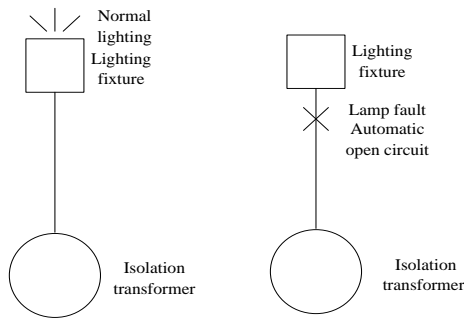 Normal
lighting
Lighting
fixture
Isolation
transformer
Lighting
fixture
Lamp fault
Automatic
open circuit
Isolation
transformer